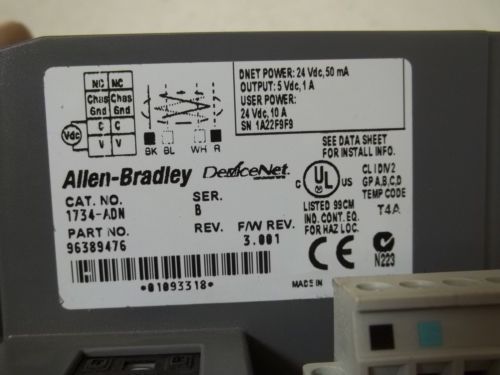 NC NC
Chas Chas
Gnd Gnd
Vdc C C
V V
BK BL WH R
DNET POWER: 24 Vdc, 50 mA
OUTPUT: 5 Vdc, 1 A
USER POWER:
24 Vdc, 10 A
SN 1A22F9F9
SEE DATA SHEET
FOR INSTALL INFO.
Allen-Bradley DeviceNet
C UL US
CL I DIV2
GP A,B,C,D
TEMP CODE
T4A
LISTED 99CM
IND. CONT. EQ.
FOR HAZ LOC.
CAT. NO. SER.
1734-ADN B
PART NO. REV. F/W REV.
96389476 3.001
*01093318*
CE
N223
MADE IN